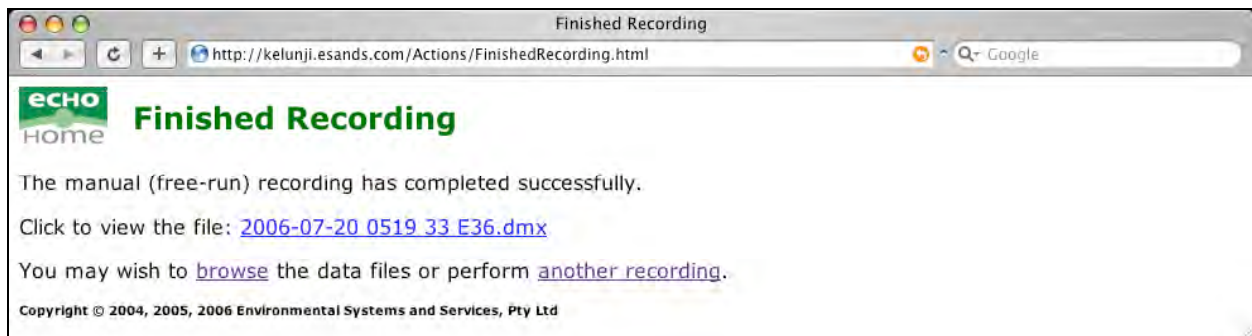 Finished Recording
http://kelunji.esands.com/Actions/FinishedRecording.html
Google
eCHO
Home
Finished Recording
The manual (free-run) recording has completed successfully.
Click to view the file: 2006-07-20 0519 33 E36.dmx
You may wish to browse the data files or perform another recording.
Copyright © 2004, 2005, 2006 Environmental Systems and Services, Pty Ltd